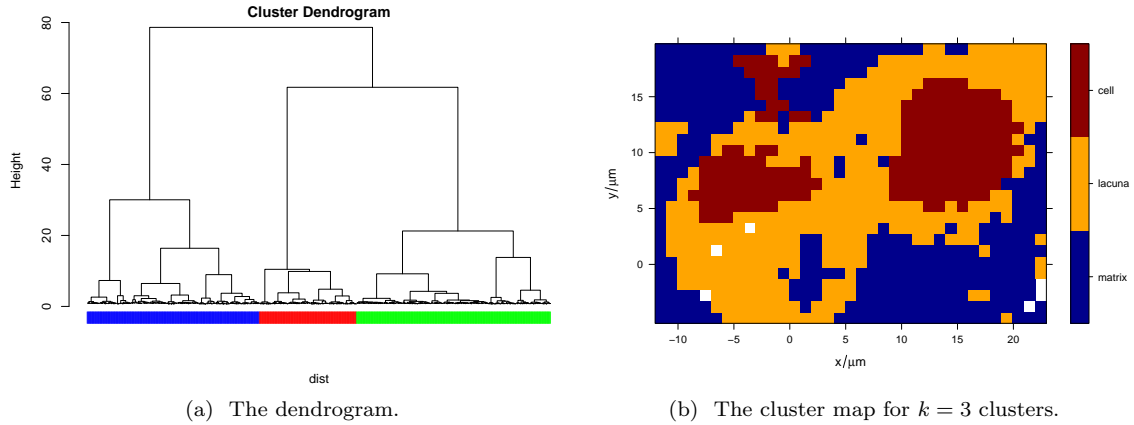 Cluster Dendrogram
80
60
40
20
0
Height
dist
(a) The dendrogram.
15
10
5
0
y/µm
−10 −5 0 5 10 15 20
x/µm
cell
lacuna
matrix
(b) The cluster map for k = 3 clusters.